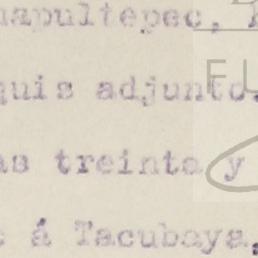 hapultepec,
quis adjunto.
as treinta y
á Tacubaya,